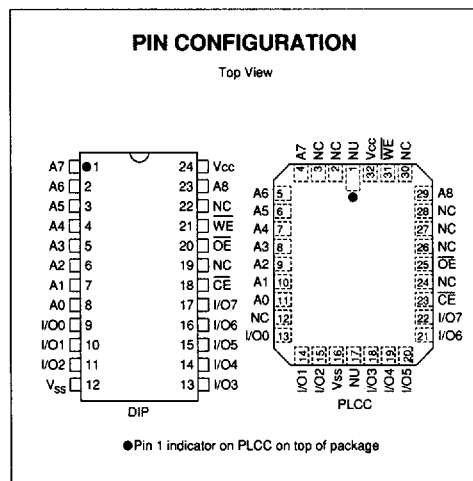 PIN CONFIGURATION
Top View
A7 1 24 Vcc
A6 2 23 A8
A5 3 22 NC
A4 4 21 WE
A3 5 20 OE
A2 6 19 NC
A1 7 18 CE
A0 8 17 I/O7
I/O0 9 16 I/O6
I/O1 10 15 I/O5
I/O2 11 14 I/O4
VSS 12 13 I/O3
DIP
A7 NC NC NU Vcc WE NC
4 3 2 1 32 31 30
A6 5 29 A8
A5 6 28 NC
A4 7 27 NC
A3 8 26 NC
A2 9 25 OE
A1 10 24 NC
A0 11 23 CE
NC 12 22 I/O7
I/O0 13 21 I/O6
14 15 16 17 18 19 20
I/O1 I/O2 Vss NU I/O3 I/O4 I/O5
PLCC
●Pin 1 indicator on PLCC on top of package